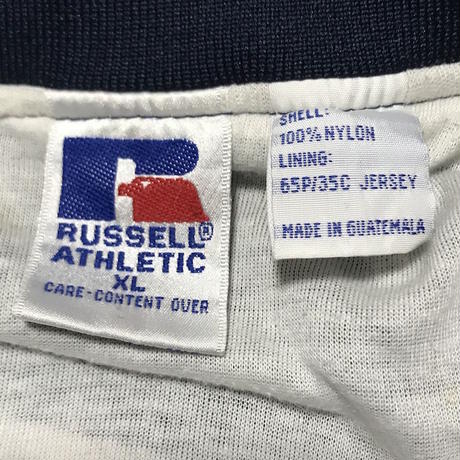 RUSSELL®
ATHLETIC
XL
CARE-CONTENT OVER
SHELL:
100% NYLON
LINING:
65P/35C JERSEY
MADE IN GUATEMALA